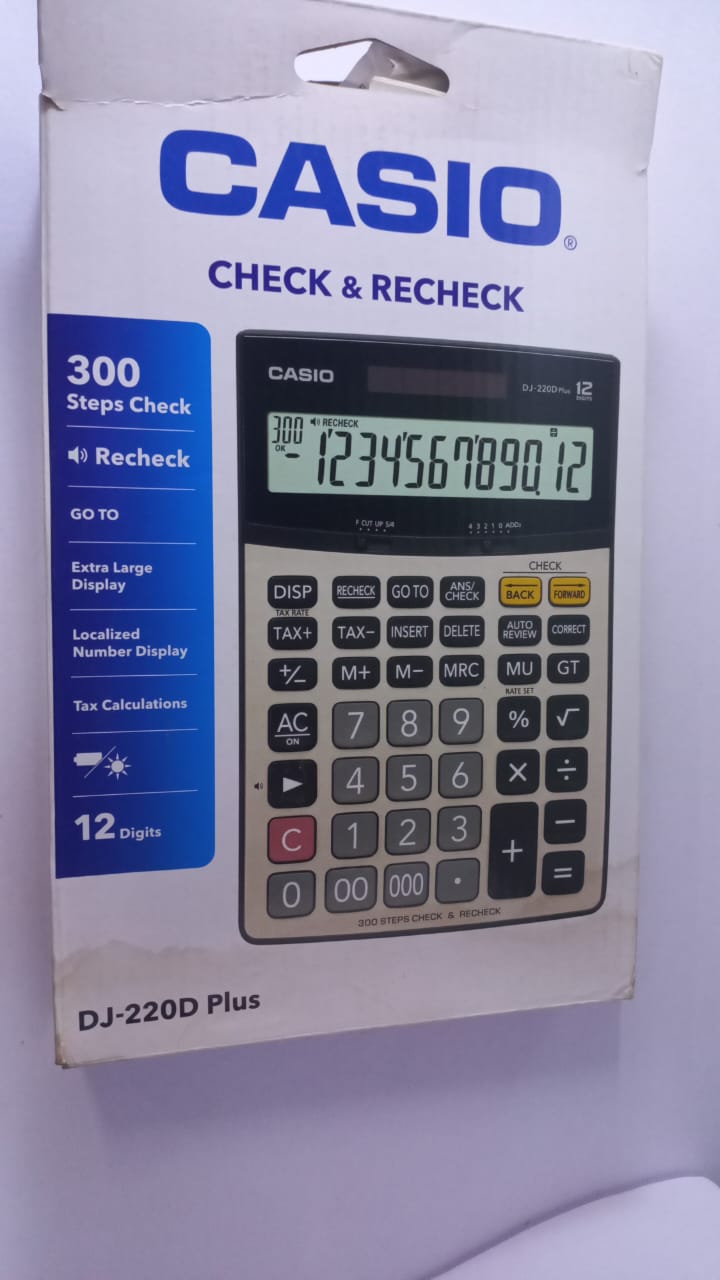 CASIO®
CHECK & RECHECK
300
Steps Check
Recheck
GO TO
Extra Large
Display
Localized
Number Display
Tax Calculations
12 Digits
CASIO
DJ-220D Plus 12
DIGITS
300 RECHECK
OK
-123'456'789'012
F CUT UP 5/4
4 3 2 1 0 ADD2
CHECK
DISP RECHECK GO TO ANS/CHECK BACK FORWARD
TAX RATE
TAX+ TAX− INSERT DELETE AUTO REVIEW CORRECT
+/− M+ M− MRC MU GT
RATE SET
AC 7 8 9 % √
ON
▶ 4 5 6 × ÷
C 1 2 3 + −
0 00 000 · =
300 STEPS CHECK & RECHECK
DJ-220D Plus